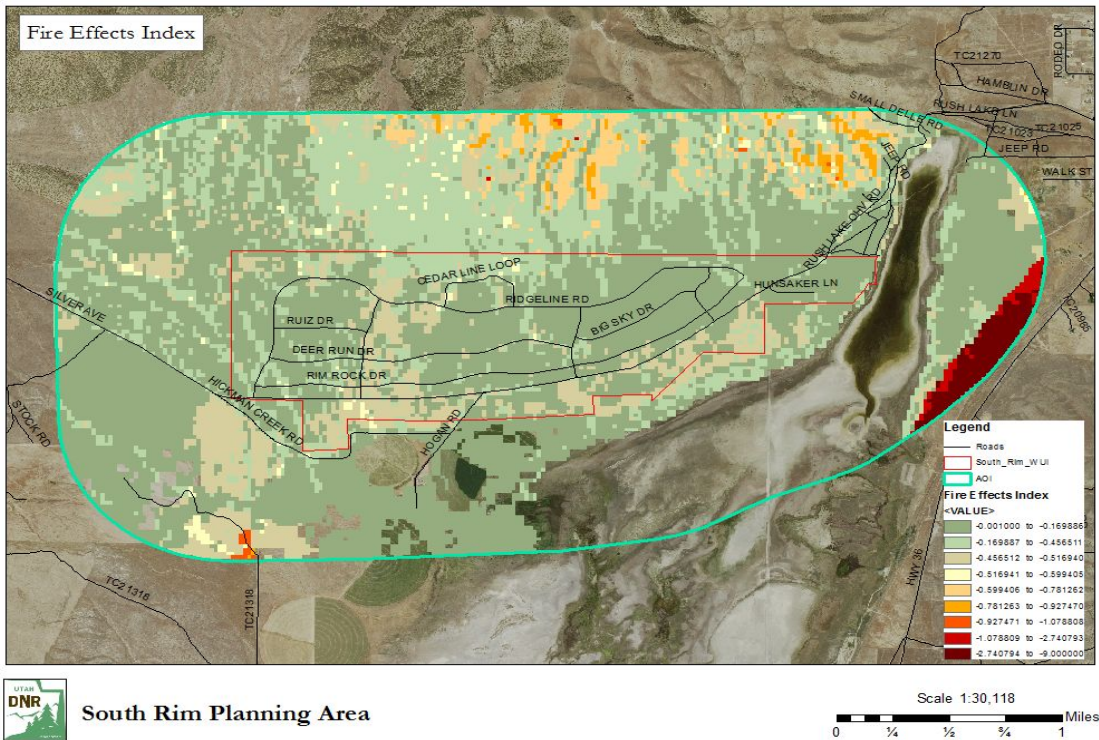 Fire Effects Index
RODEO DR
TC21270
HAMBLIN DR
SMALL DELLE RD
RUSH LAKE LN
TC21023
TC21025
JEEP RD
JEEP RD
WALK ST
RUSH LAKE OHV RD
CEDAR LINE LOOP
HUNSAKER LN
RIDGELINE RD
SILVER AVE
RUIZ DR
BIG SKY DR
TC20965
DEER RUN DR
RIM ROCK DR
HICKMAN CREEK RD
STOCK RD
HOGAN RD
HWY 36
TC21316
TC21318
Legend
Roads
South_Rim_WUI
AOI
Fire Effects Index
<VALUE>
-0.001000 to -0.169886
-0.169887 to -0.456511
-0.456512 to -0.516940
-0.516941 to -0.599405
-0.599406 to -0.781262
-0.781263 to -0.927470
-0.927471 to -1.078808
-1.078809 to -2.740793
-2.740794 to -9.000000
UTAH
DNR
South Rim Planning Area
Scale 1:30,118
Miles
0 ¼ ½ ¾ 1